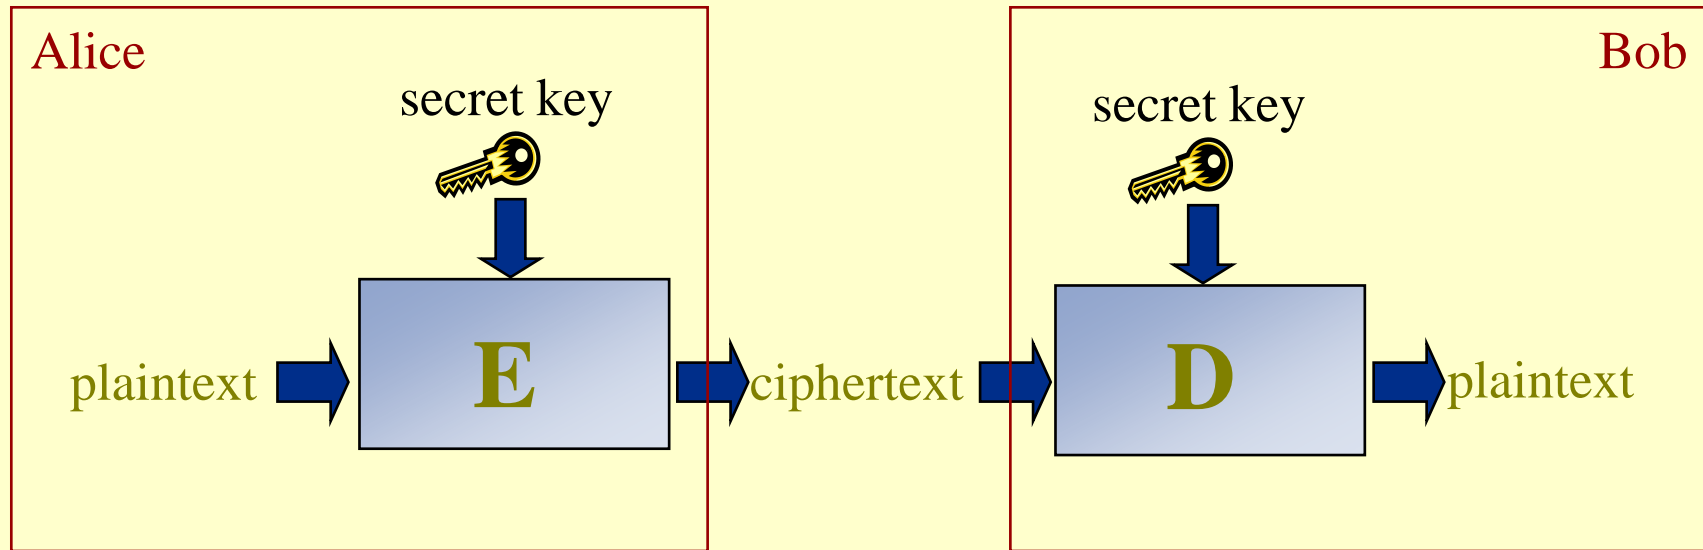 Alice
Bob
secret key
secret key
plaintext
E
ciphertext
D
plaintext